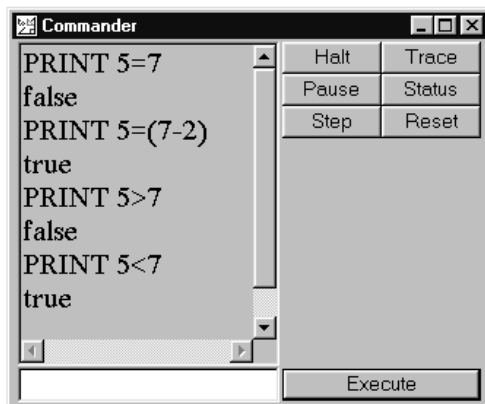 Commander
PRINT 5=7
false
PRINT 5=(7-2)
true
PRINT 5>7
false
PRINT 5<7
true
Halt
Trace
Pause
Status
Step
Reset
Execute